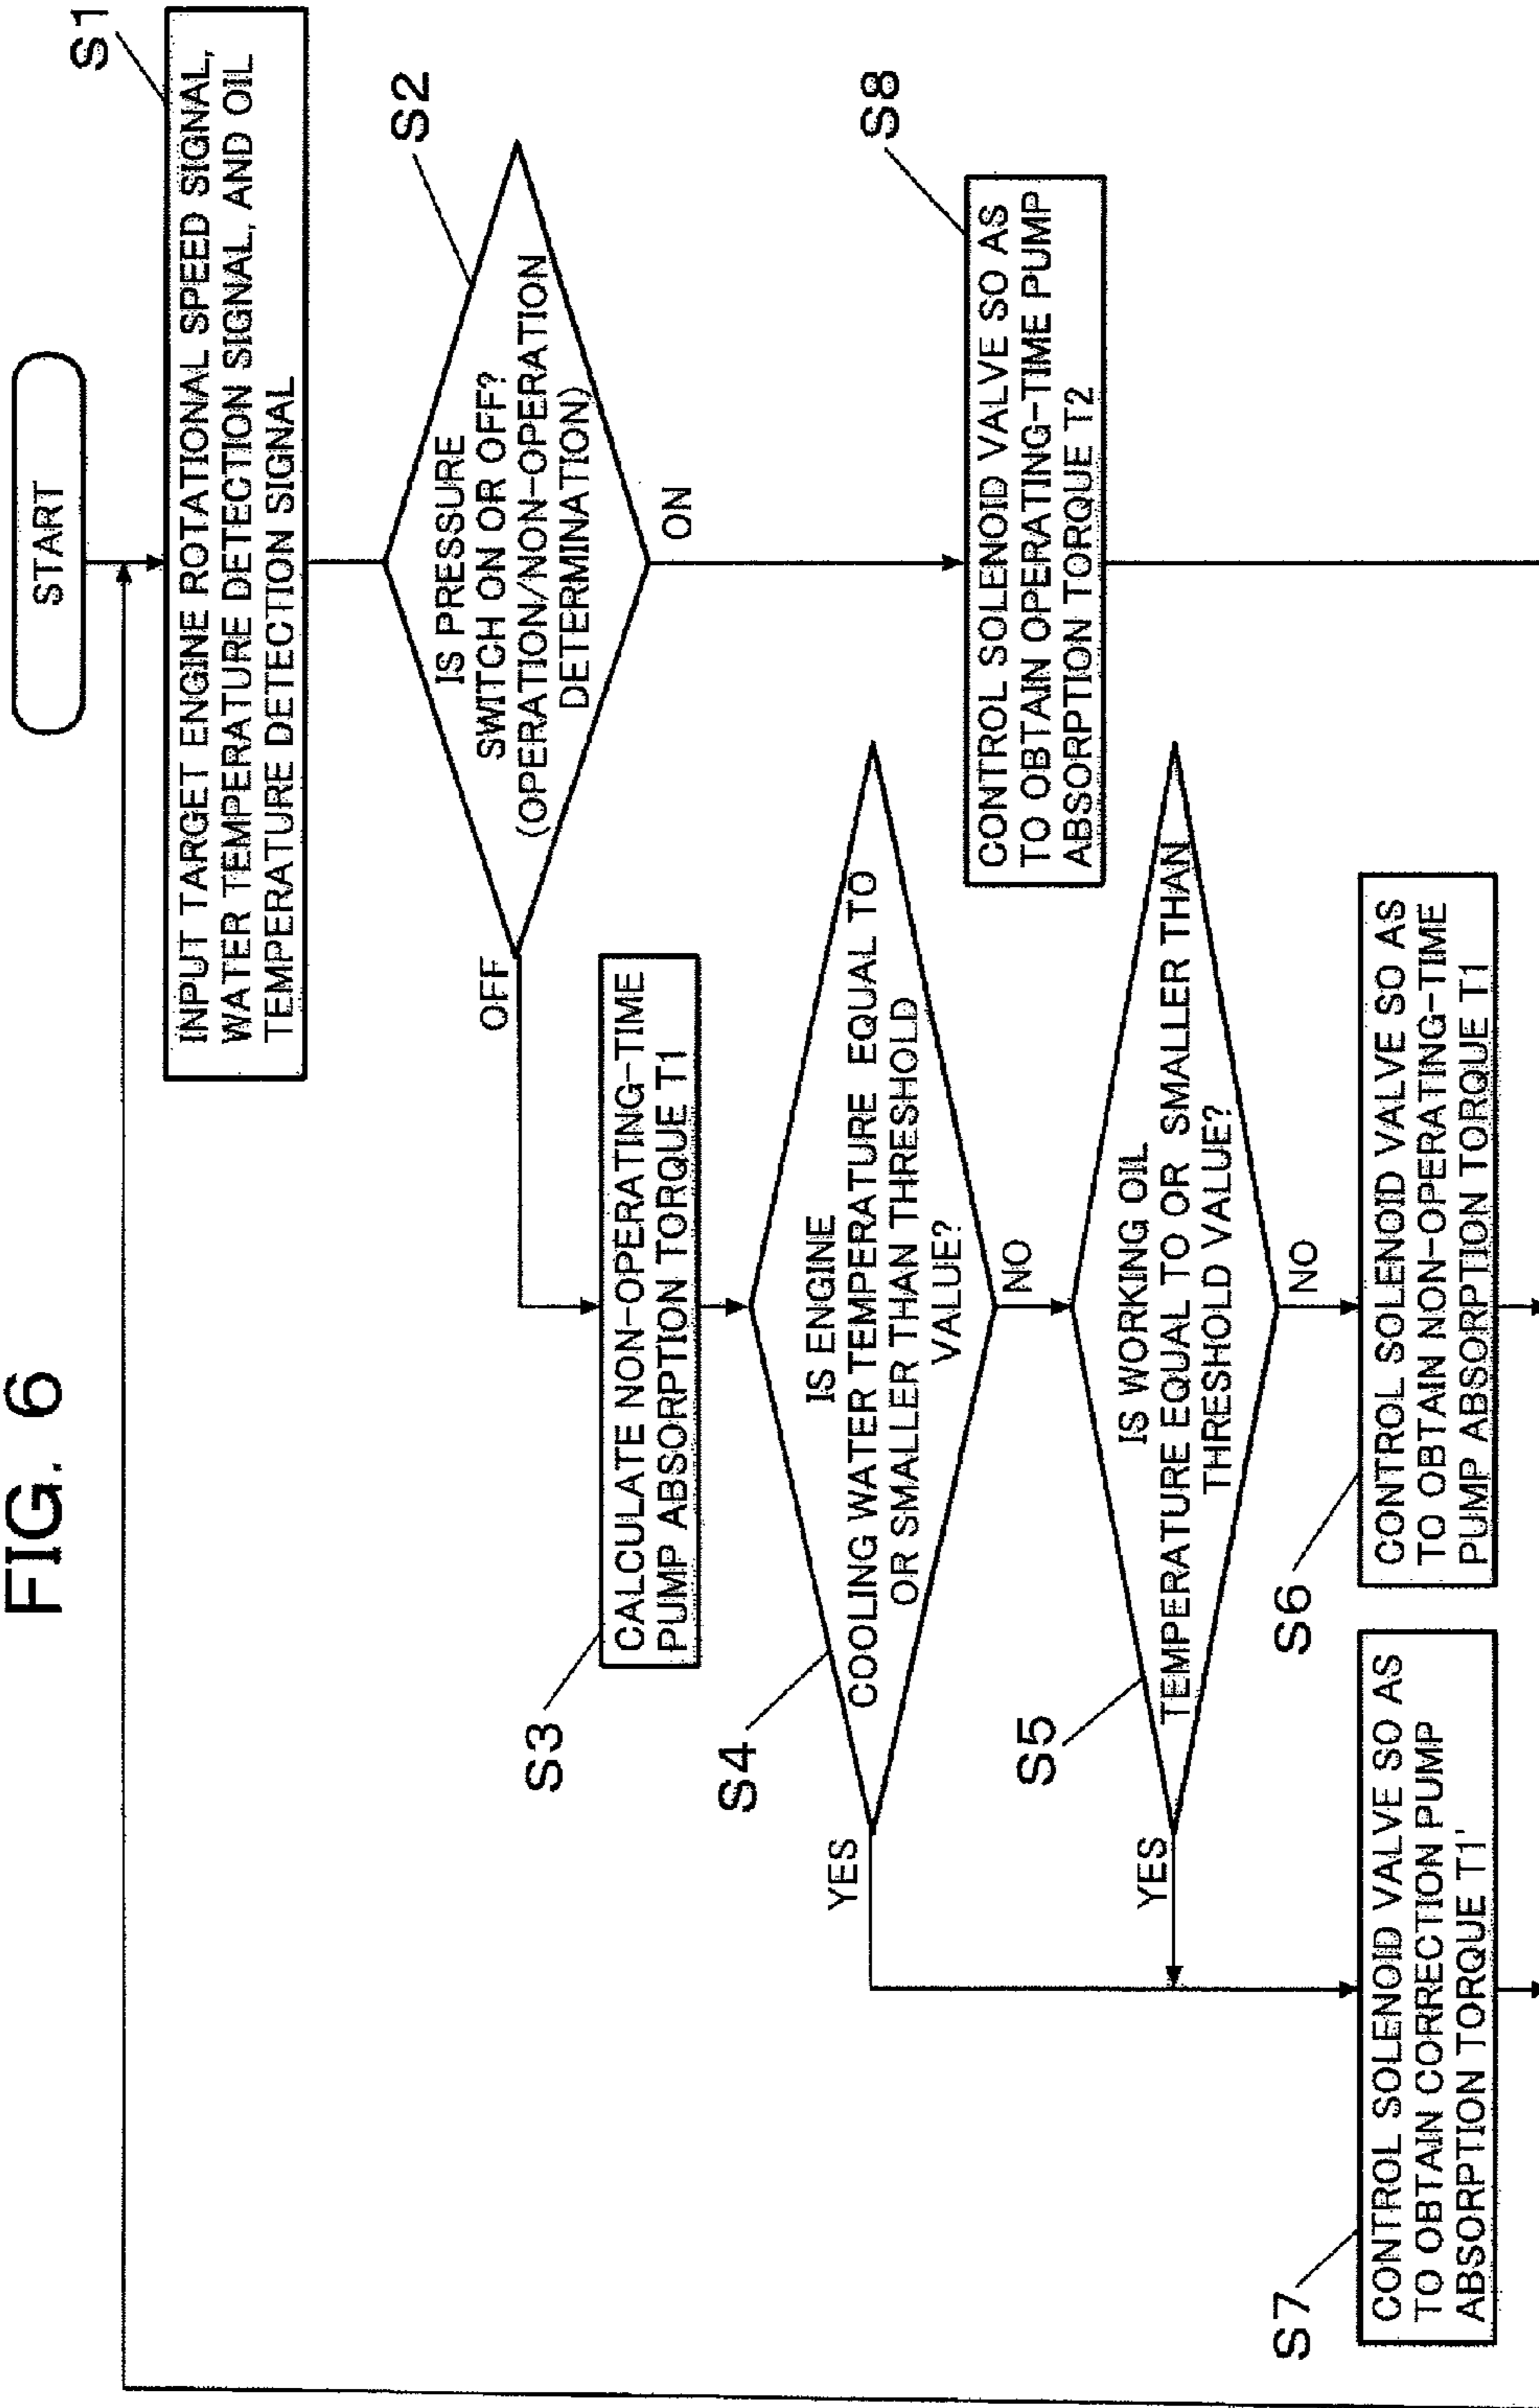 FIG. 6
START
S1
INPUT TARGET ENGINE ROTATIONAL SPEED SIGNAL,
WATER TEMPERATURE DETECTION SIGNAL, AND OIL
TEMPERATURE DETECTION SIGNAL
S2
IS PRESSURE
SWITCH ON OR OFF?
(OPERATION/NON-OPERATION
DETERMINATION)
OFF
ON
S3
CALCULATE NON-OPERATING-TIME
PUMP ABSORPTION TORQUE T1
S4
IS ENGINE
COOLING WATER TEMPERATURE EQUAL TO
OR SMALLER THAN THRESHOLD
VALUE?
YES
NO
S5
IS WORKING OIL
TEMPERATURE EQUAL TO OR SMALLER THAN
THRESHOLD VALUE?
YES
NO
S8
CONTROL SOLENOID VALVE SO AS
TO OBTAIN OPERATING-TIME PUMP
ABSORPTION TORQUE T2
S7
CONTROL SOLENOID VALVE SO AS
TO OBTAIN CORRECTION PUMP
ABSORPTION TORQUE T1'
S6
CONTROL SOLENOID VALVE SO AS
TO OBTAIN NON-OPERATING-TIME
PUMP ABSORPTION TORQUE T1